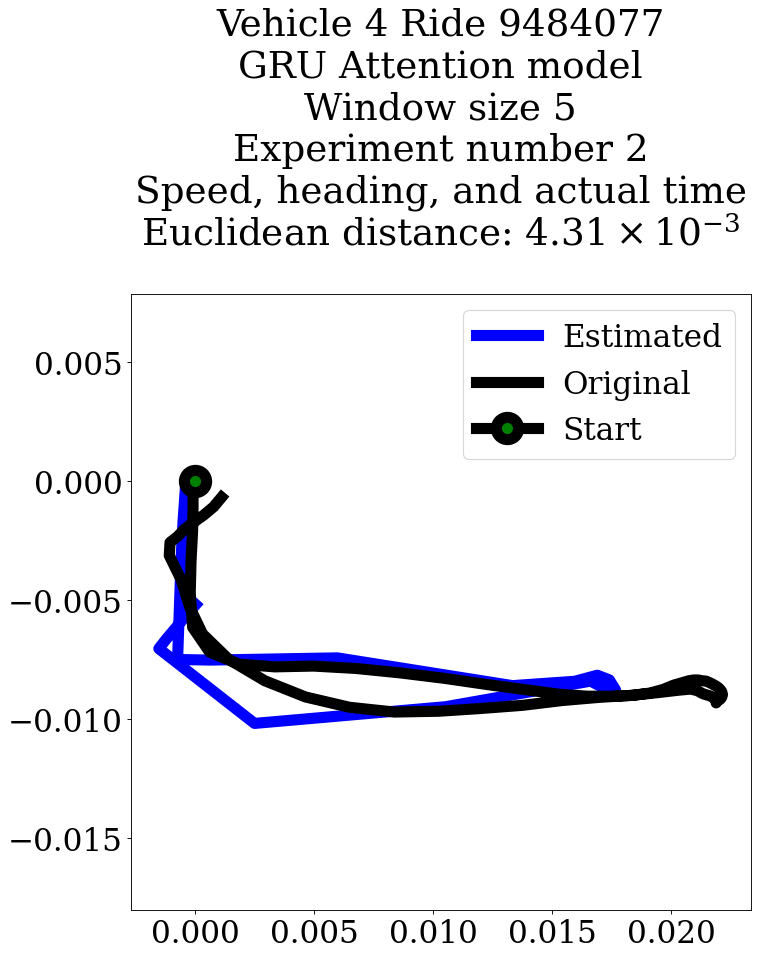 Vehicle 4 Ride 9484077
GRU Attention model
Window size 5
Experiment number 2
Speed, heading, and actual time
Euclidean distance: 4.31 × 10⁻³
Estimated
Original
Start
0.005
0.000
−0.005
−0.010
−0.015
0.000 0.005 0.010 0.015 0.020